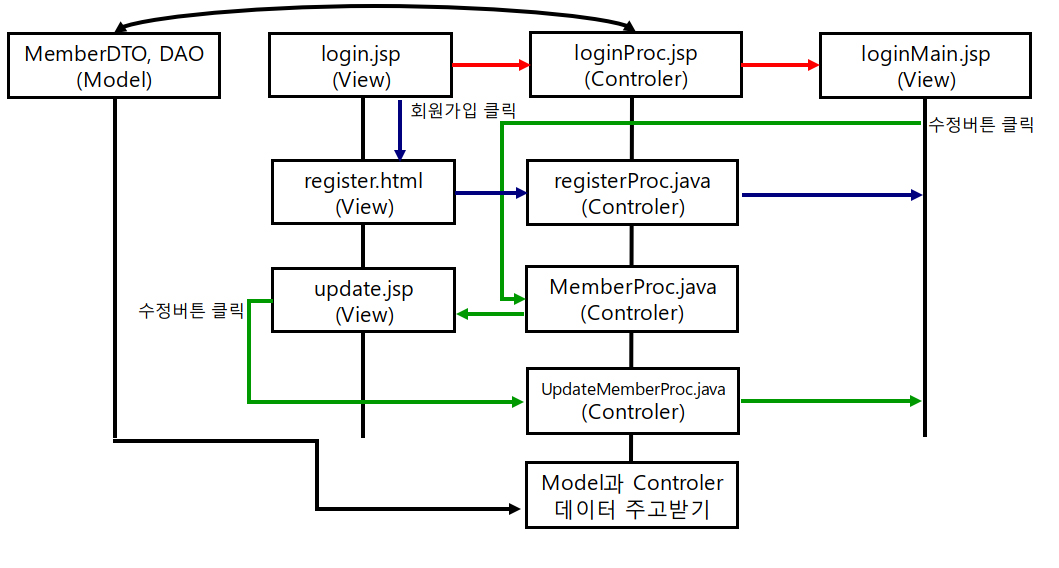 MemberDTO, DAO
(Model)
login.jsp
(View)
loginProc.jsp
(Controler)
loginMain.jsp
(View)
회원가입 클릭
수정버튼 클릭
register.html
(View)
registerProc.java
(Controler)
update.jsp
(View)
MemberProc.java
(Controler)
수정버튼 클릭
UpdateMemberProc.java
(Controler)
Model과 Controler
데이터 주고받기